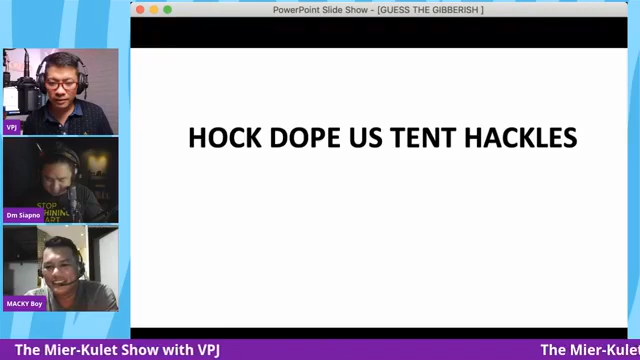 PowerPoint Slide Show - [GUESS THE GIBBERISH ]
HOCK DOPE US TENT HACKLES
VPJ
Dm Siapno
STOP
MACKY Boy
The Mier-Kulet Show with VPJ
The Mier-Kulet